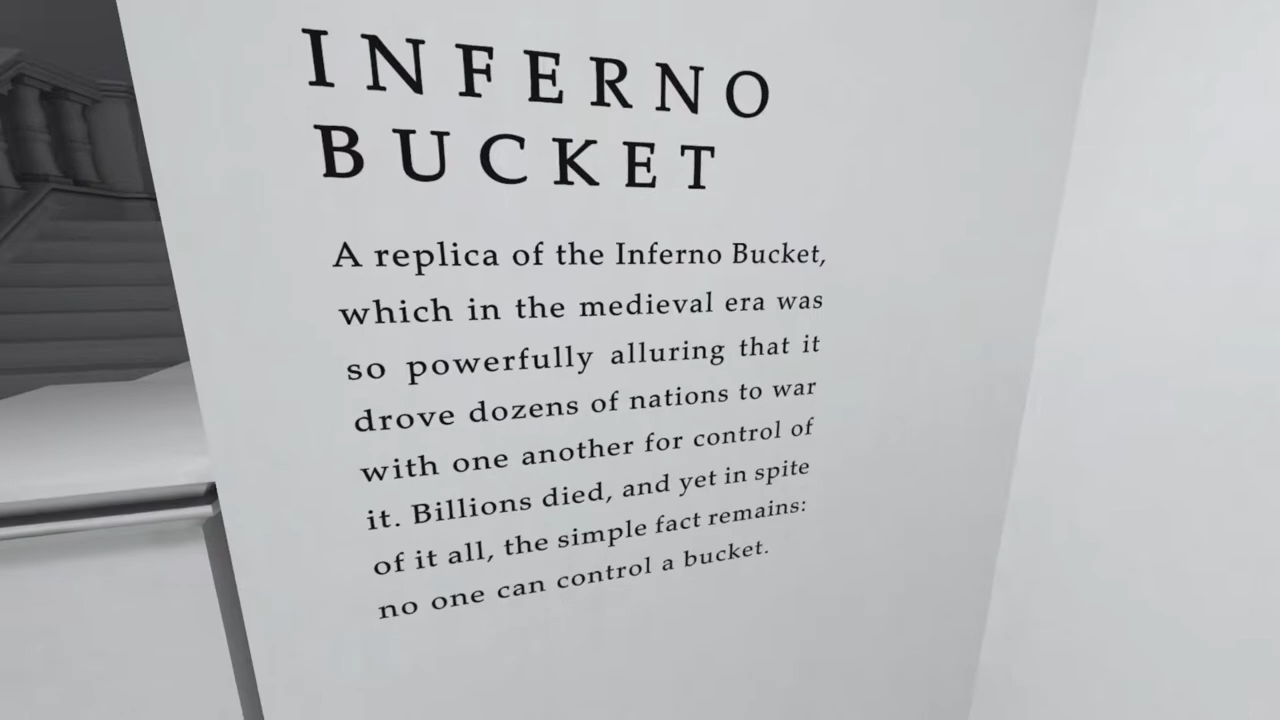 INFERNO
BUCKET
A replica of the Inferno Bucket,
which in the medieval era was
so powerfully alluring that it
drove dozens of nations to war
with one another for control of
it. Billions died, and yet in spite
of it all, the simple fact remains:
no one can control a bucket.